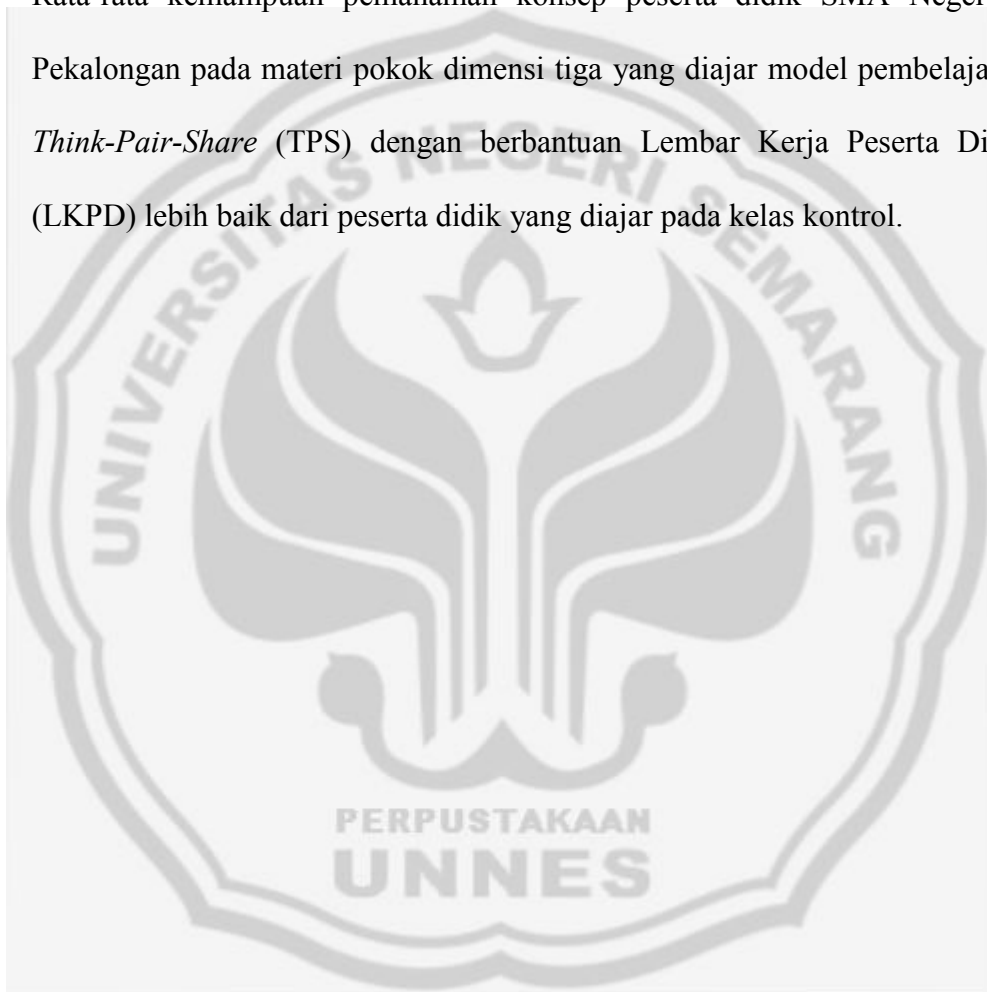 Rata-rata kemampuan pemahaman konsep peserta didik SMA Neger
Pekalongan pada materi pokok dimensi tiga yang diajar model pembelaja
Think-Pair-Share (TPS) dengan berbantuan Lembar Kerja Peserta Di
(LKPD) lebih baik dari peserta didik yang diajar pada kelas kontrol.
UNIVERSITAS NEGERI SEMARANG
PERPUSTAKAAN
UNNES